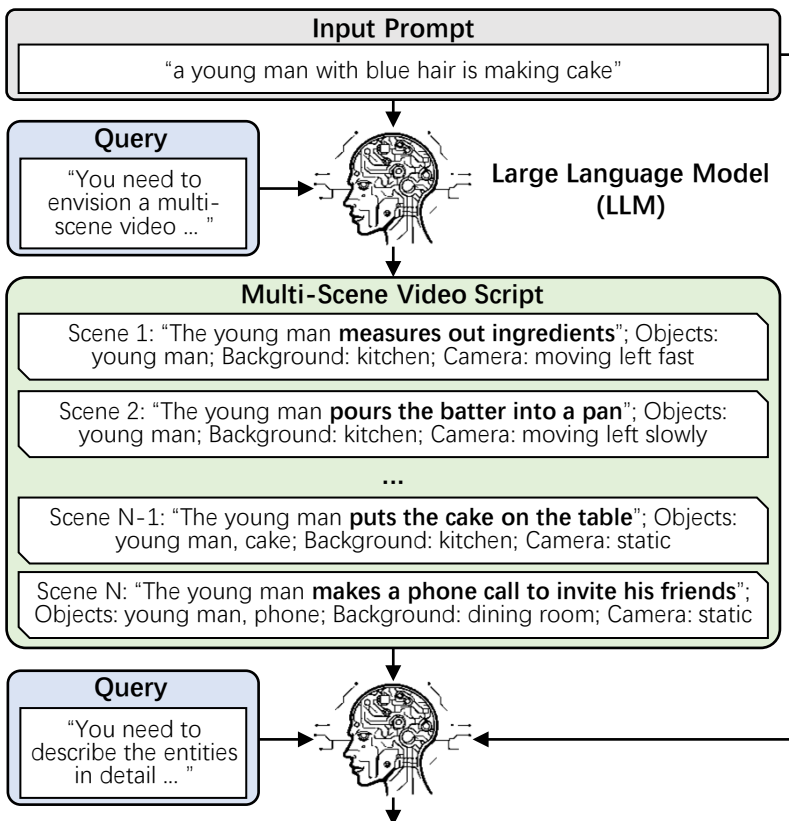 Input Prompt
“a young man with blue hair is making cake”
Query
“You need to
envision a multi-
scene video ... ”
Large Language Model
(LLM)
Multi-Scene Video Script
Scene 1: “The young man measures out ingredients”; Objects:
young man; Background: kitchen; Camera: moving left fast
Scene 2: “The young man pours the batter into a pan”; Objects:
young man; Background: kitchen; Camera: moving left slowly
...
Scene N-1: “The young man puts the cake on the table”; Objects:
young man, cake; Background: kitchen; Camera: static
Scene N: “The young man makes a phone call to invite his friends”;
Objects: young man, phone; Background: dining room; Camera: static
Query
“You need to
describe the entities
in detail ... ”